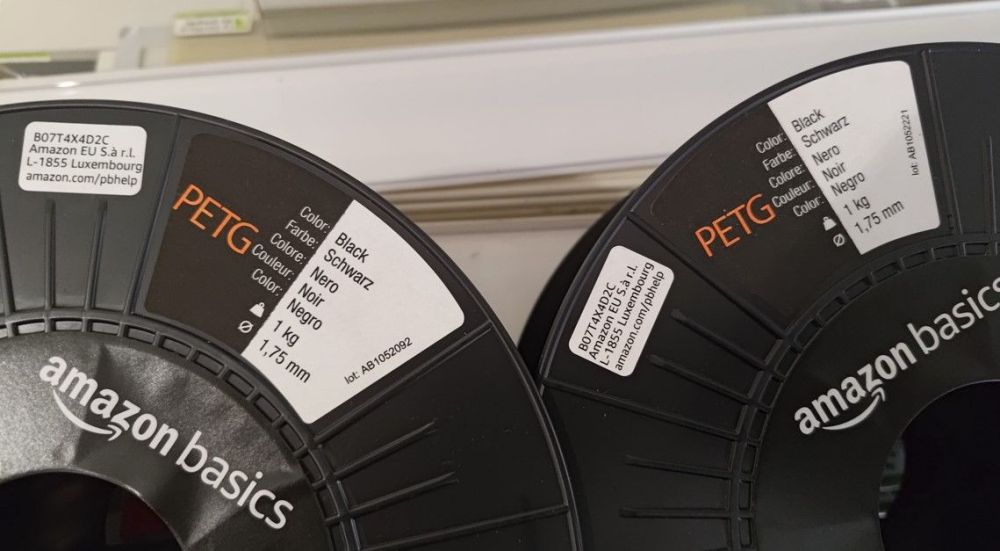 B07T4X4D2C
Amazon EU S.à r.l.
L-1855 Luxembourg
amazon.com/pbhelp
PETG
Color: Black
Farbe: Schwarz
Colore: Nero
Couleur: Noir
Color: Negro
1 kg
Ø 1,75 mm
lot: AB1052092
amazon basics
B07T4X4D2C
Amazon EU S.à r.l.
L-1855 Luxembourg
amazon.com/pbhelp
PETG
Color: Black
Farbe: Schwarz
Colore: Nero
Couleur: Noir
Color: Negro
1 kg
Ø 1,75 mm
lot: AB1052221
amazon basics